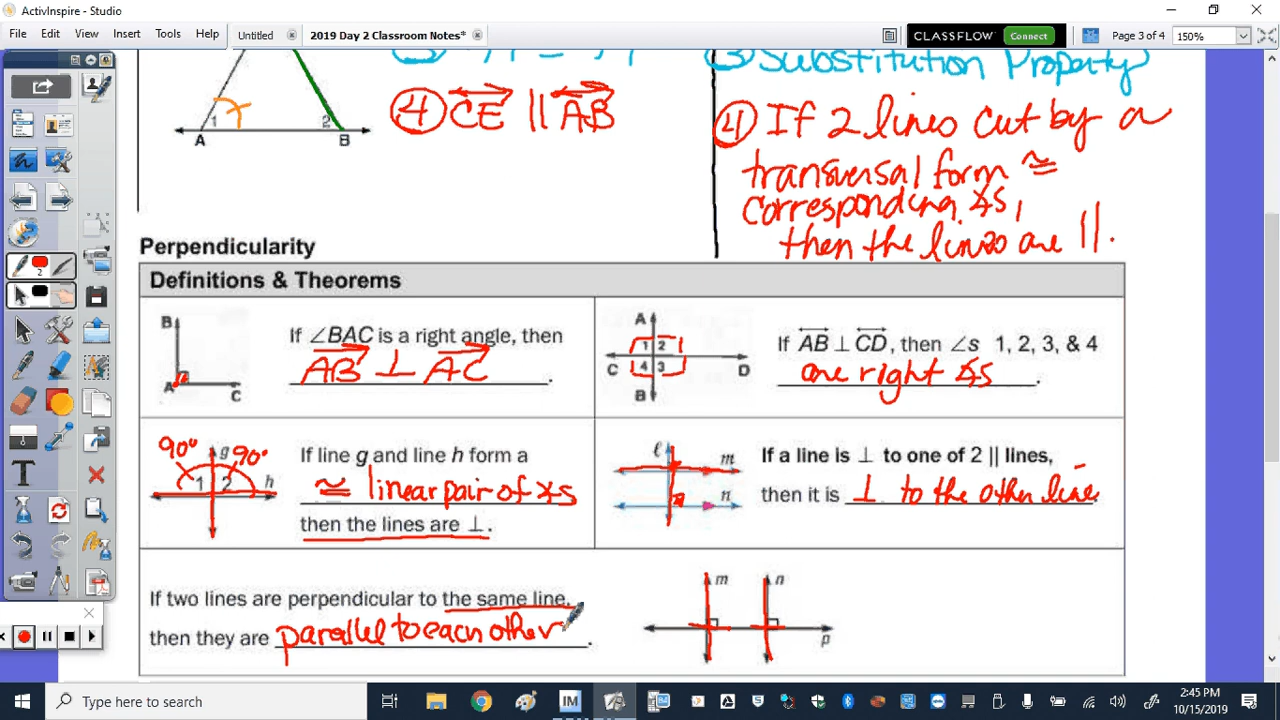 ActivInspire - Studio
File Edit View Insert Tools Help
Untitled
2019 Day 2 Classroom Notes*
CLASSFLOW Connect
Page 3 of 4
150%
1 2
A B
④ CE || AB
③ Substitution Property
④ If 2 lines cut by a
transversal form ≅
corresponding ∡s,
then the lines are ||.
Perpendicularity
Definitions & Theorems
B
A
C
If ∠BAC is a right angle, then
AB ⊥ AC.
A
1 2
C 4 3 D
B
If AB ⊥ CD, then ∠s 1, 2, 3, & 4
are right ∡s.
90° g 90°
1 2 h
If line g and line h form a
≅ linear pair of ∡s
then the lines are ⊥.
ℓ m
n
If a line is ⊥ to one of 2 || lines,
then it is ⊥ to the other line.
If two lines are perpendicular to the same line,
then they are parallel to each other.
m n
p
2
Type here to search
IM
2:45 PM
10/15/2019